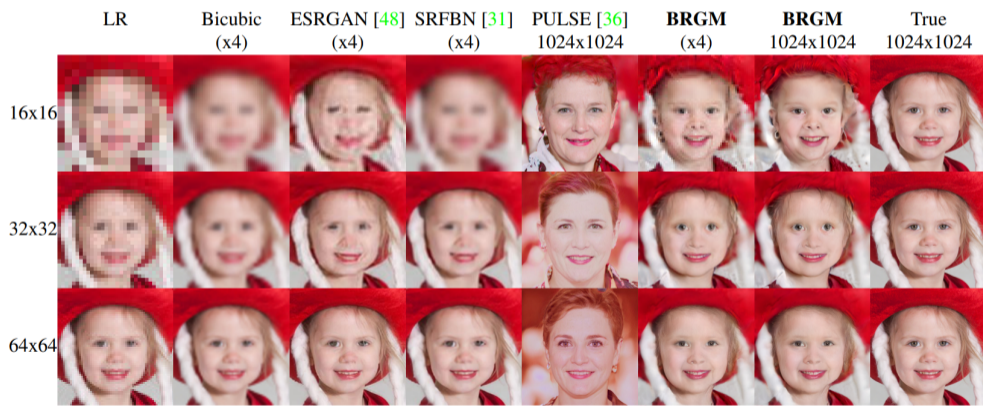 LR Bicubic ESRGAN [48] SRFBN [31] PULSE [36] BRGM BRGM True
(x4) (x4) (x4) 1024x1024 (x4) 1024x1024 1024x1024
16x16
32x32
64x64